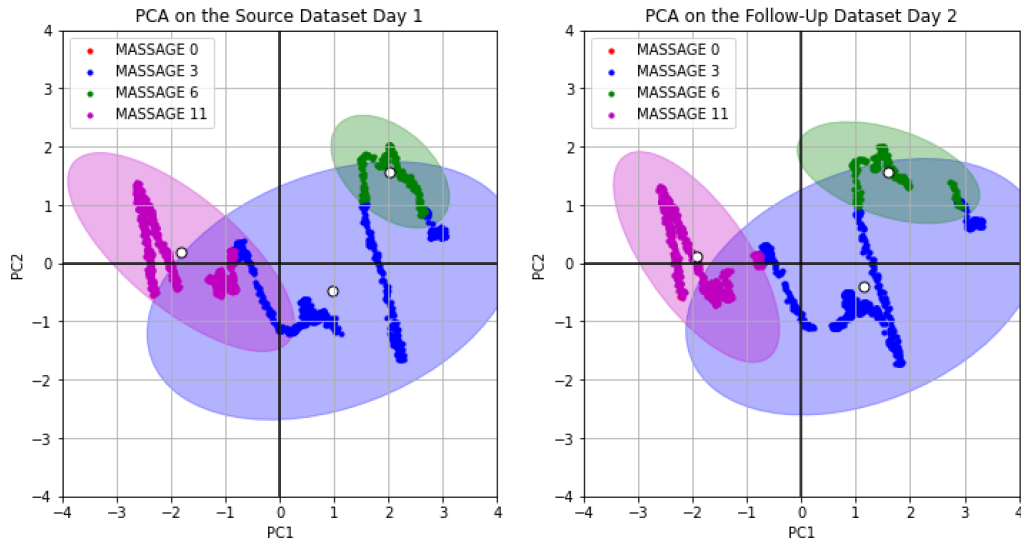 PCA on the Source Dataset Day 1
4
3
2
1
0
−1
−2
−3
−4
PC2
MASSAGE 0
MASSAGE 3
MASSAGE 6
MASSAGE 11
−4 −3 −2 −1 0 1 2 3 4
PC1
PCA on the Follow-Up Dataset Day 2
4
3
2
1
0
−1
−2
−3
−4
PC2
MASSAGE 0
MASSAGE 3
MASSAGE 6
MASSAGE 11
−4 −3 −2 −1 0 1 2 3 4
PC1